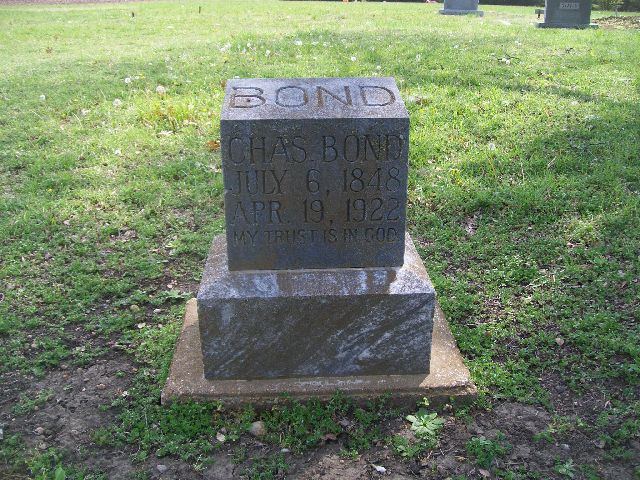 BOND
CHAS. BOND
JULY 6, 1848
APR. 19, 1922
MY TRUST IS IN GOD.